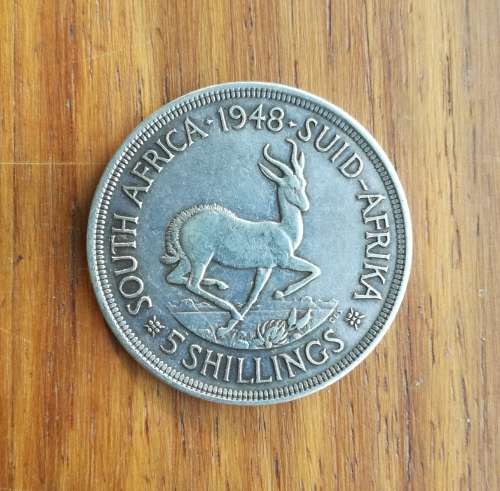 SOUTH AFRICA · 1948 · SUID-AFRIKA
5 SHILLINGS